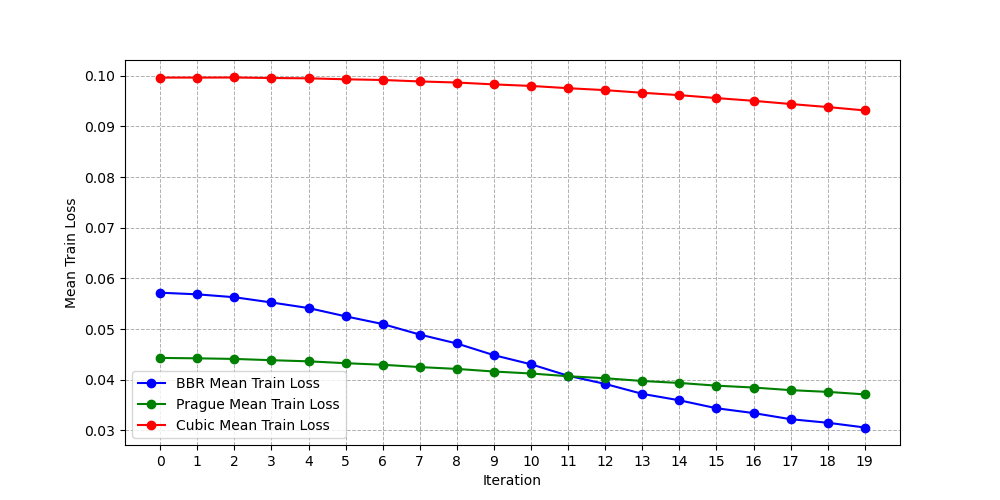 0.10
0.09
0.08
0.07
0.06
0.05
0.04
0.03
Mean Train Loss
BBR Mean Train Loss
Prague Mean Train Loss
Cubic Mean Train Loss
0 1 2 3 4 5 6 7 8 9 10 11 12 13 14 15 16 17 18 19
Iteration